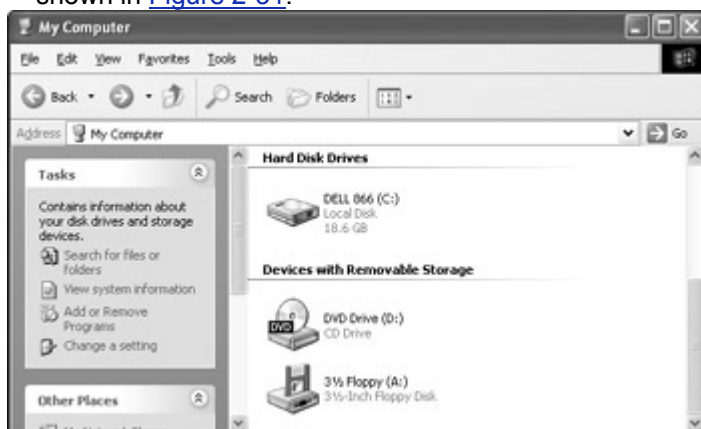 shown in Figure 2-31.
My Computer
File Edit View Favorites Tools Help
Back Search Folders
Address My Computer Go
Tasks
Contains information about
your disk drives and storage
devices.
Search for files or
folders
View system information
Add or Remove
Programs
Change a setting
Other Places
Hard Disk Drives
DELL 866 (C:)
Local Disk
18.6 GB
Devices with Removable Storage
DVD Drive (D:)
CD Drive
DVD
3½ Floppy (A:)
3½-Inch Floppy Disk